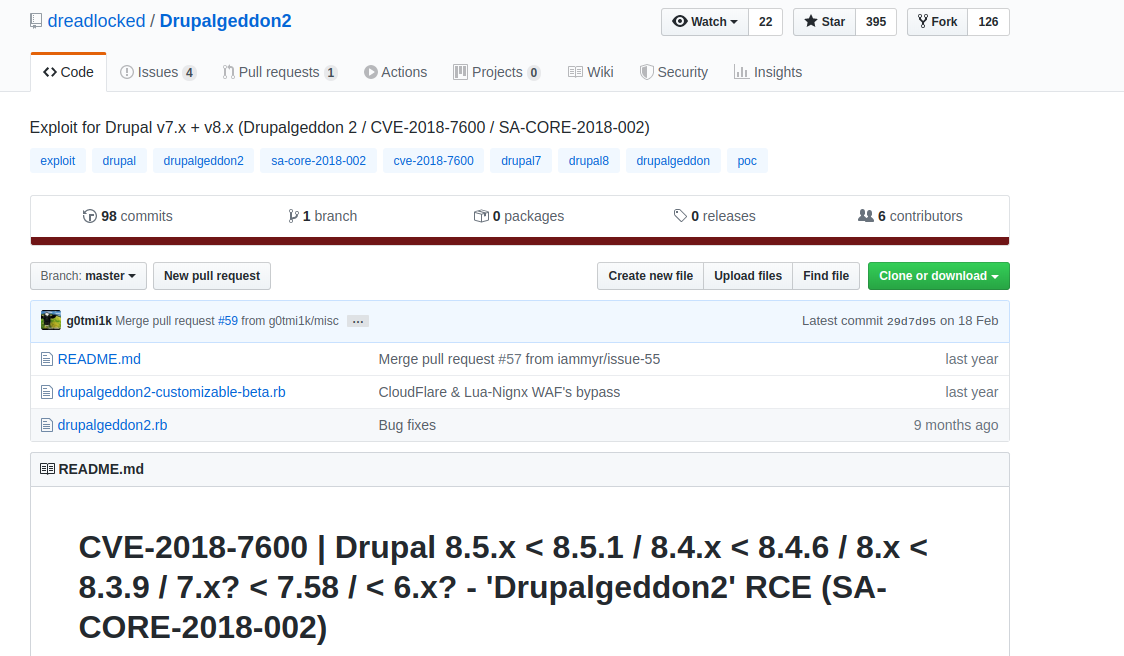 dreadlocked / Drupalgeddon2 Watch 22 Star 395 Fork 126
Code Issues 4 Pull requests 1 Actions Projects 0 Wiki Security Insights
Exploit for Drupal v7.x + v8.x (Drupalgeddon 2 / CVE-2018-7600 / SA-CORE-2018-002)
exploit drupal drupalgeddon2 sa-core-2018-002 cve-2018-7600 drupal7 drupal8 drupalgeddon poc
98 commits 1 branch 0 packages 0 releases 6 contributors
Branch: master New pull request Create new file Upload files Find file Clone or download
g0tmi1k Merge pull request #59 from g0tmi1k/misc ... Latest commit 29d7d95 on 18 Feb
README.md Merge pull request #57 from iammyr/issue-55 last year
drupalgeddon2-customizable-beta.rb CloudFlare & Lua-Nignx WAF's bypass last year
drupalgeddon2.rb Bug fixes 9 months ago
README.md
CVE-2018-7600 | Drupal 8.5.x < 8.5.1 / 8.4.x < 8.4.6 / 8.x <
8.3.9 / 7.x? < 7.58 / < 6.x? - 'Drupalgeddon2' RCE (SA-
CORE-2018-002)